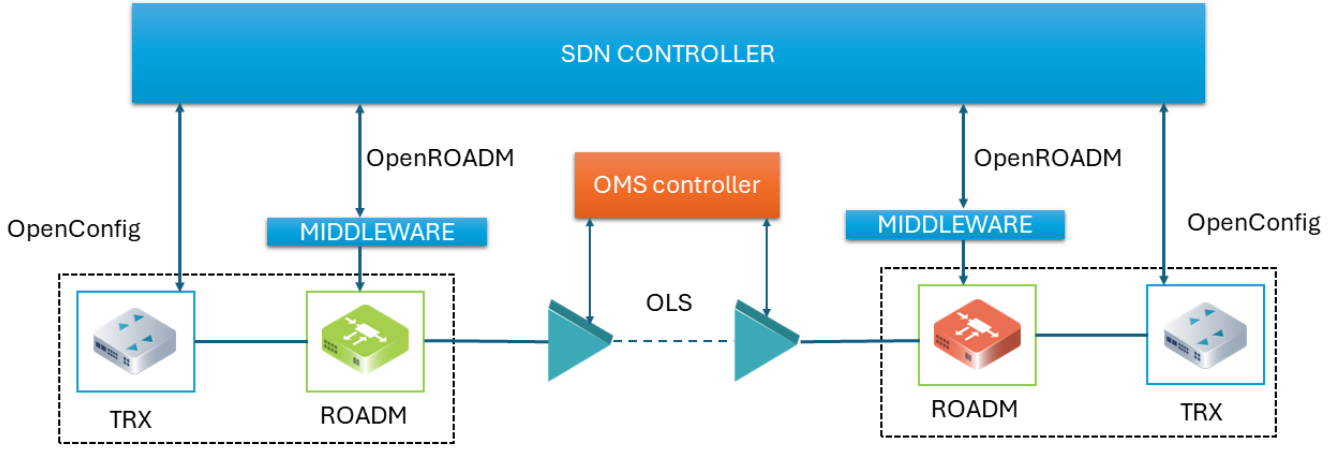 SDN CONTROLLER
OpenROADM
OpenROADM
OMS controller
OpenConfig
MIDDLEWARE
MIDDLEWARE
OpenConfig
OLS
TRX
ROADM
ROADM
TRX